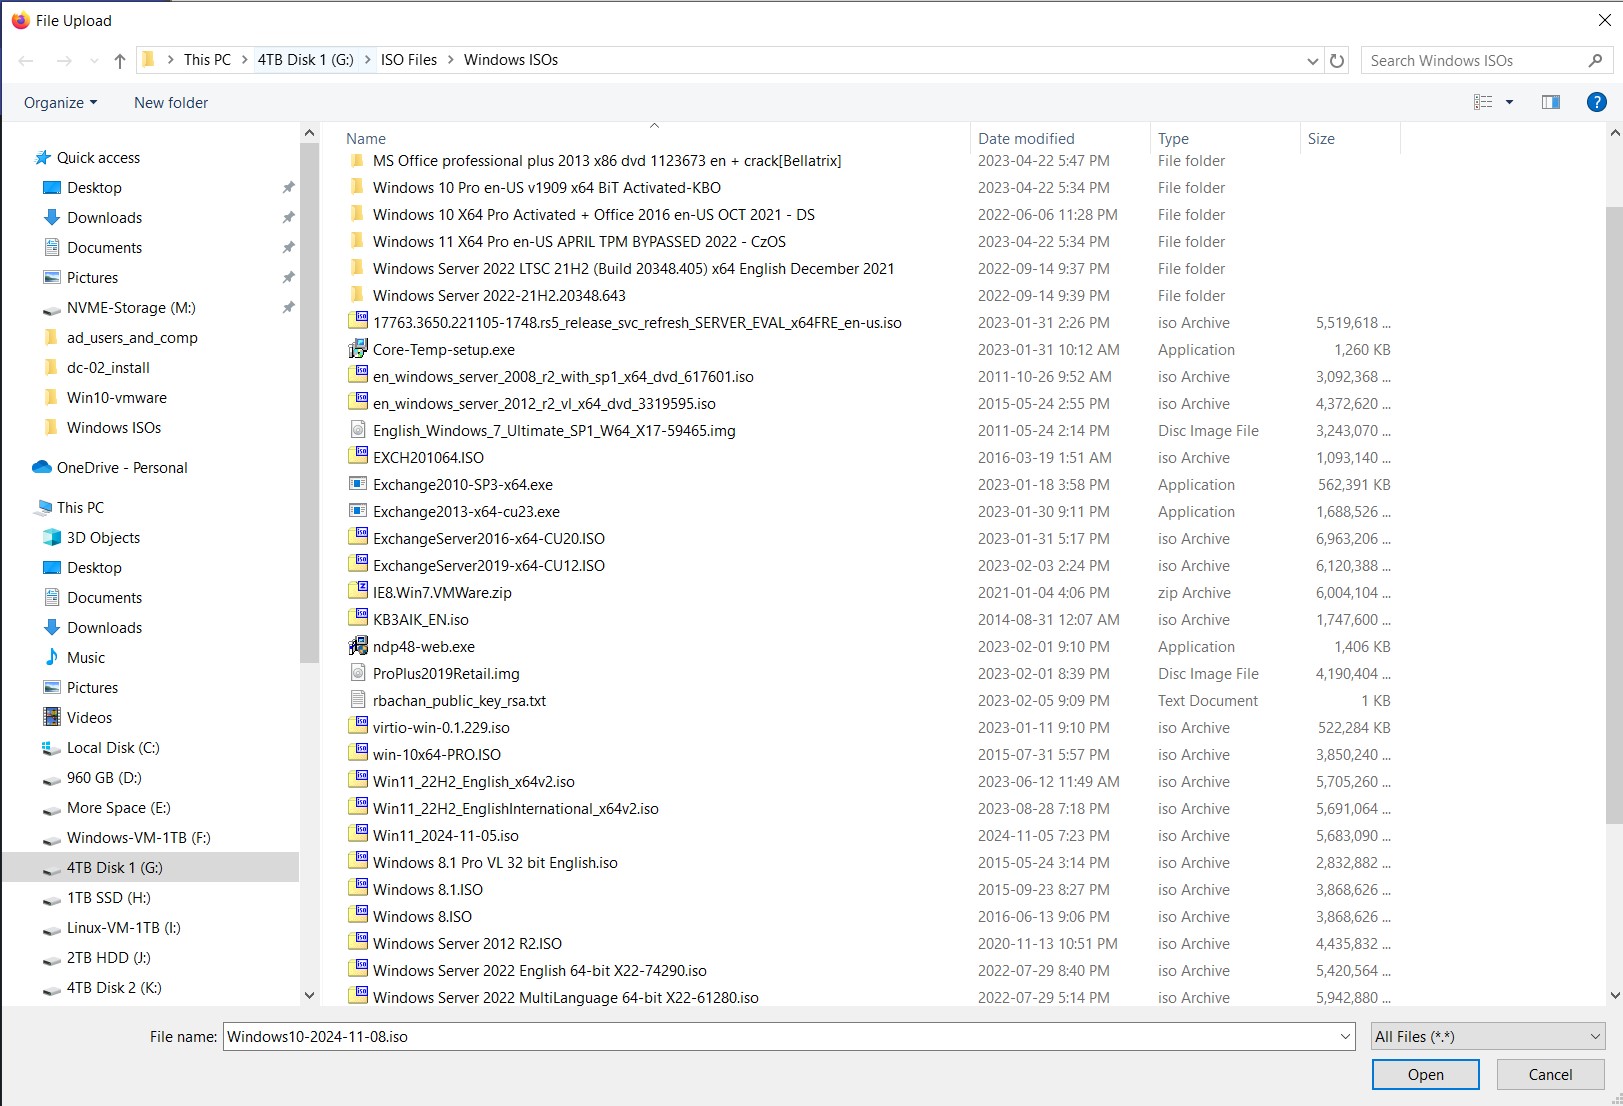 File Upload
This PC > 4TB Disk 1 (G:) > ISO Files > Windows ISOs
Search Windows ISOs
Organize
New folder
Quick access
Desktop
Downloads
Documents
Pictures
NVME-Storage (M:)
ad_users_and_comp
dc-02_install
Win10-vmware
Windows ISOs
OneDrive - Personal
This PC
3D Objects
Desktop
Documents
Downloads
Music
Pictures
Videos
Local Disk (C:)
960 GB (D:)
More Space (E:)
Windows-VM-1TB (F:)
4TB Disk 1 (G:)
1TB SSD (H:)
Linux-VM-1TB (I:)
2TB HDD (J:)
4TB Disk 2 (K:)
Name Date modified Type Size
MS Office professional plus 2013 x86 dvd 1123673 en + crack[Bellatrix] 2023-04-22 5:47 PM File folder
Windows 10 Pro en-US v1909 x64 BiT Activated-KBO 2023-04-22 5:34 PM File folder
Windows 10 X64 Pro Activated + Office 2016 en-US OCT 2021 - DS 2022-06-06 11:28 PM File folder
Windows 11 X64 Pro en-US APRIL TPM BYPASSED 2022 - CzOS 2023-04-22 5:34 PM File folder
Windows Server 2022 LTSC 21H2 (Build 20348.405) x64 English December 2021 2022-09-14 9:37 PM File folder
Windows Server 2022-21H2.20348.643 2022-09-14 9:39 PM File folder
17763.3650.221105-1748.rs5_release_svc_refresh_SERVER_EVAL_x64FRE_en-us.iso 2023-01-31 2:26 PM iso Archive 5,519,618 ...
Core-Temp-setup.exe 2023-01-31 10:12 AM Application 1,260 KB
en_windows_server_2008_r2_with_sp1_x64_dvd_617601.iso 2011-10-26 9:52 AM iso Archive 3,092,368 ...
en_windows_server_2012_r2_vl_x64_dvd_3319595.iso 2015-05-24 2:55 PM iso Archive 4,372,620 ...
English_Windows_7_Ultimate_SP1_W64_X17-59465.img 2011-05-24 2:14 PM Disc Image File 3,243,070 ...
EXCH201064.ISO 2016-03-19 1:51 AM iso Archive 1,093,140 ...
Exchange2010-SP3-x64.exe 2023-01-18 3:58 PM Application 562,391 KB
Exchange2013-x64-cu23.exe 2023-01-30 9:11 PM Application 1,688,526 ...
ExchangeServer2016-x64-CU20.ISO 2023-01-31 5:17 PM iso Archive 6,963,206 ...
ExchangeServer2019-x64-CU12.ISO 2023-02-03 2:24 PM iso Archive 6,120,388 ...
IE8.Win7.VMWare.zip 2021-01-04 4:06 PM zip Archive 6,004,104 ...
KB3AIK_EN.iso 2014-08-31 12:07 AM iso Archive 1,747,600 ...
ndp48-web.exe 2023-02-01 9:10 PM Application 1,406 KB
ProPlus2019Retail.img 2023-02-01 8:39 PM Disc Image File 4,190,404 ...
rbachan_public_key_rsa.txt 2023-02-05 9:09 PM Text Document 1 KB
virtio-win-0.1.229.iso 2023-01-11 9:10 PM iso Archive 522,284 KB
win-10x64-PRO.ISO 2015-07-31 5:57 PM iso Archive 3,850,240 ...
Win11_22H2_English_x64v2.iso 2023-06-12 11:49 AM iso Archive 5,705,260 ...
Win11_22H2_EnglishInternational_x64v2.iso 2023-08-28 7:18 PM iso Archive 5,691,064 ...
Win11_2024-11-05.iso 2024-11-05 7:23 PM iso Archive 5,683,090 ...
Windows 8.1 Pro VL 32 bit English.iso 2015-05-24 3:14 PM iso Archive 2,832,882 ...
Windows 8.1.ISO 2015-09-23 8:27 PM iso Archive 3,868,626 ...
Windows 8.ISO 2016-06-13 9:06 PM iso Archive 3,868,626 ...
Windows Server 2012 R2.ISO 2020-11-13 10:51 PM iso Archive 4,435,832 ...
Windows Server 2022 English 64-bit X22-74290.iso 2022-07-29 8:40 PM iso Archive 5,420,564 ...
Windows Server 2022 MultiLanguage 64-bit X22-61280.iso 2022-07-29 5:14 PM iso Archive 5,942,880 ...
File name: Windows10-2024-11-08.iso
All Files (*.*)
Open
Cancel